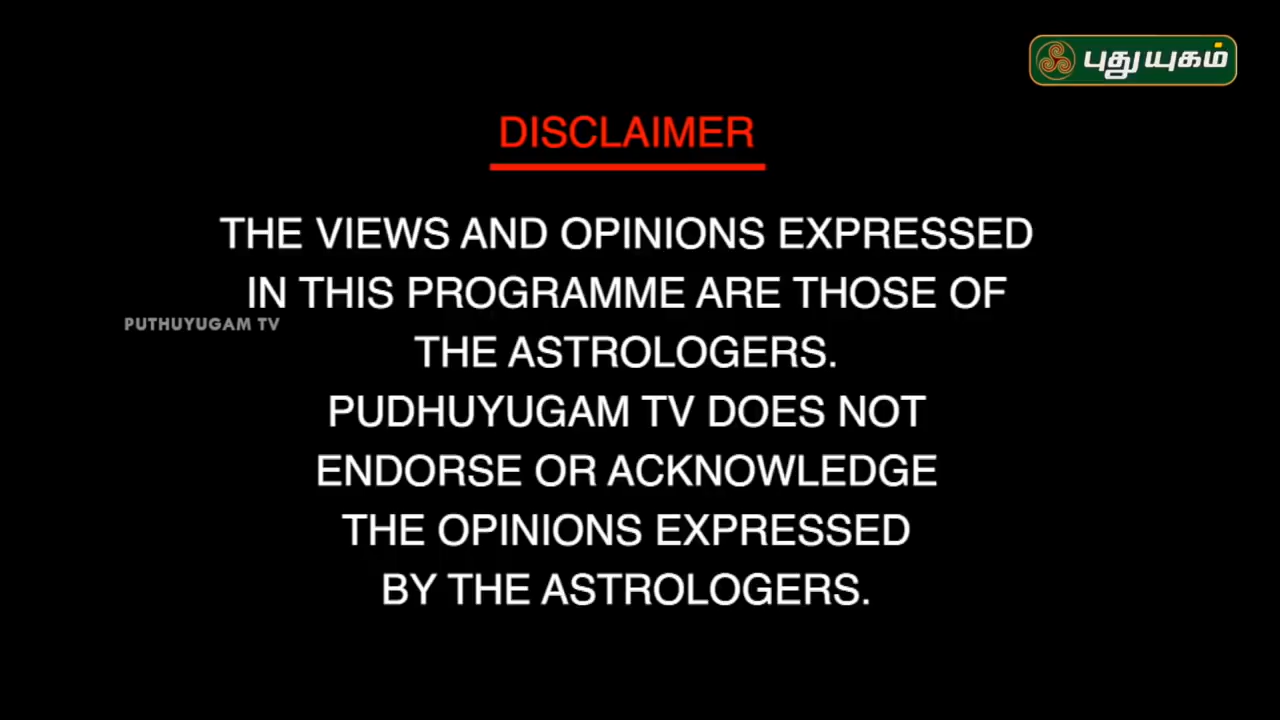 புதுயுகம்
DISCLAIMER
THE VIEWS AND OPINIONS EXPRESSED
IN THIS PROGRAMME ARE THOSE OF
PUTHUYUGAM TV
THE ASTROLOGERS.
PUDHUYUGAM TV DOES NOT
ENDORSE OR ACKNOWLEDGE
THE OPINIONS EXPRESSED
BY THE ASTROLOGERS.